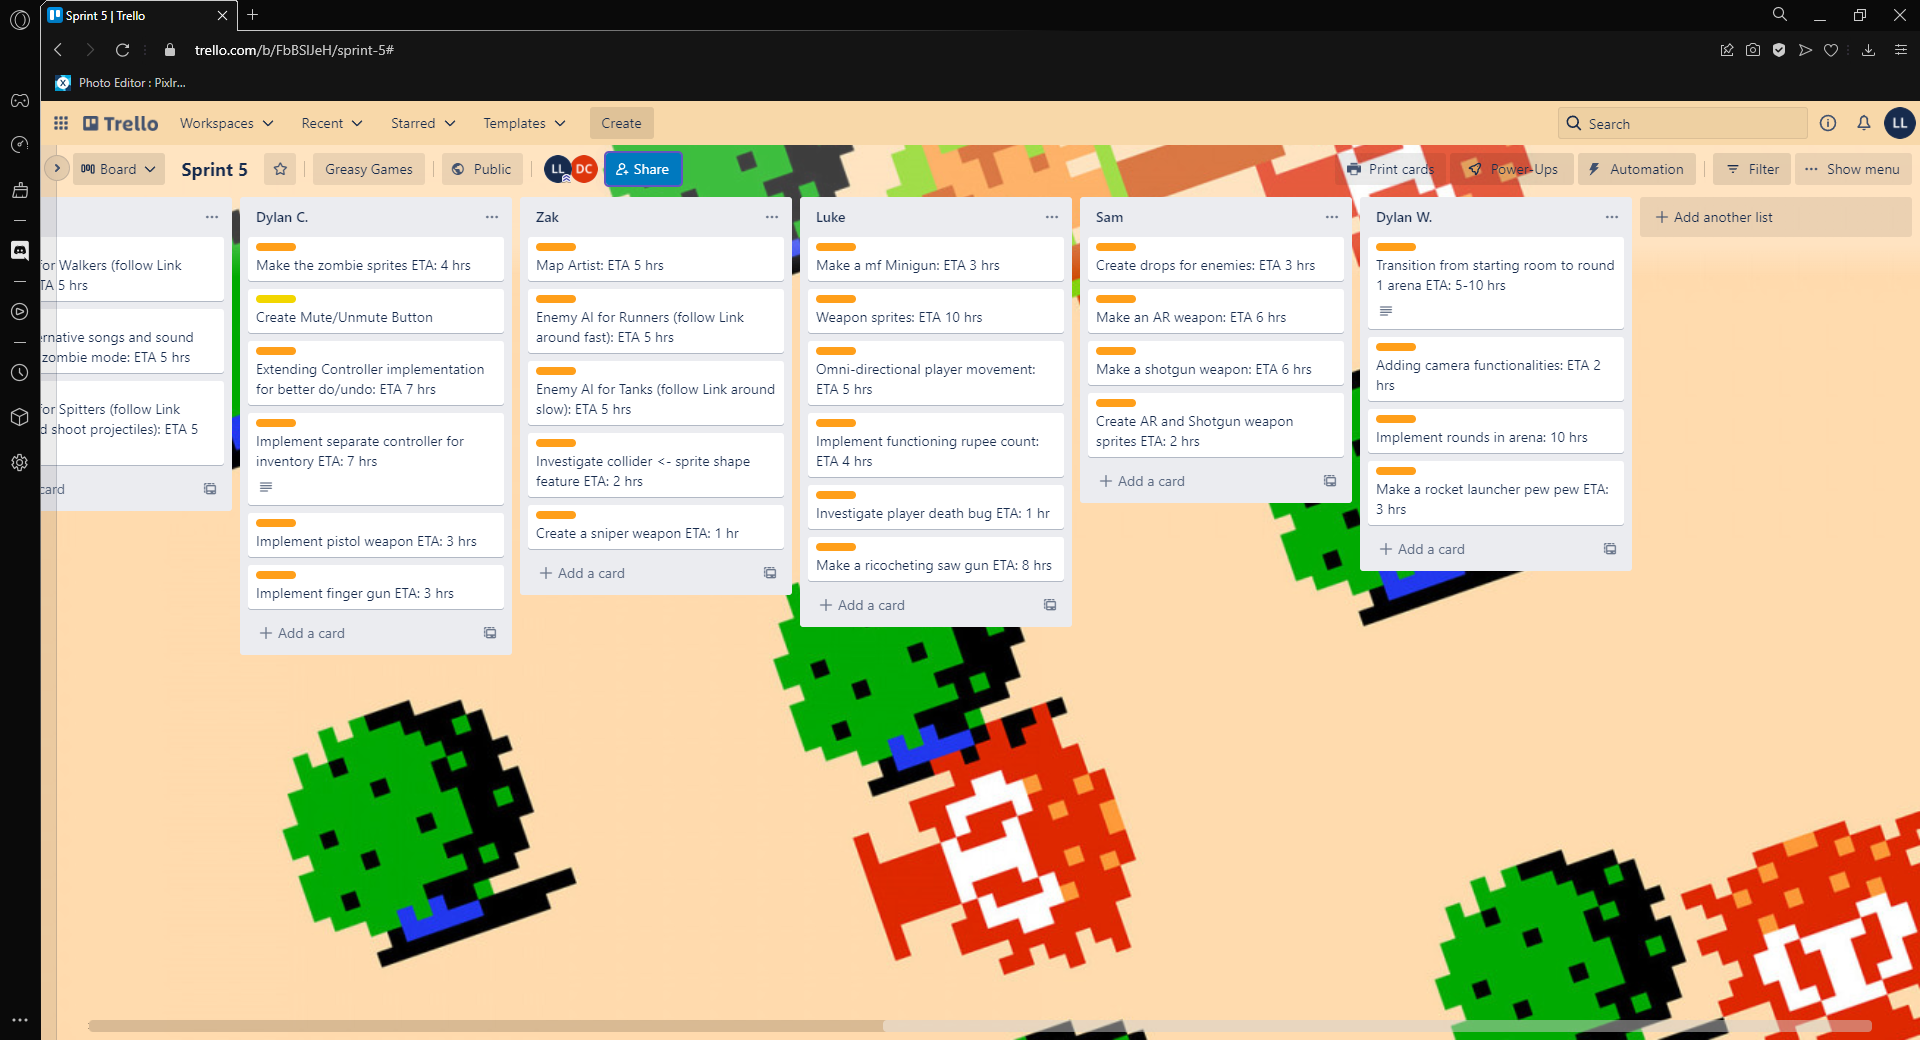 Sprint 5 | Trello
trello.com/b/FbBSlJeH/sprint-5#
Photo Editor : Pixlr...
Trello
Workspaces
Recent
Starred
Templates
Create
Search
LL
Board
Sprint 5
Greasy Games
Public
LL
DC
Share
Print cards
Power-Ups
Automation
Filter
Show menu
for Walkers (follow Link
TA 5 hrs
ernative songs and sound
zombie mode: ETA 5 hrs
for Spitters (follow Link
d shoot projectiles): ETA 5
card
Dylan C.
Make the zombie sprites ETA: 4 hrs
Create Mute/Unmute Button
Extending Controller implementation
for better do/undo: ETA 7 hrs
Implement separate controller for
inventory ETA: 7 hrs
Implement pistol weapon ETA: 3 hrs
Implement finger gun ETA: 3 hrs
Add a card
Zak
Map Artist: ETA 5 hrs
Enemy AI for Runners (follow Link
around fast): ETA 5 hrs
Enemy AI for Tanks (follow Link around
slow): ETA 5 hrs
Investigate collider <- sprite shape
feature ETA: 2 hrs
Create a sniper weapon ETA: 1 hr
Add a card
Luke
Make a mf Minigun: ETA 3 hrs
Weapon sprites: ETA 10 hrs
Omni-directional player movement:
ETA 5 hrs
Implement functioning rupee count:
ETA 4 hrs
Investigate player death bug ETA: 1 hr
Make a ricocheting saw gun ETA: 8 hrs
Add a card
Sam
Create drops for enemies: ETA 3 hrs
Make an AR weapon: ETA 6 hrs
Make a shotgun weapon: ETA 6 hrs
Create AR and Shotgun weapon
sprites ETA: 2 hrs
Add a card
Dylan W.
Transition from starting room to round
1 arena ETA: 5-10 hrs
Adding camera functionalities: ETA 2
hrs
Implement rounds in arena: 10 hrs
Make a rocket launcher pew pew ETA:
3 hrs
Add a card
Add another list